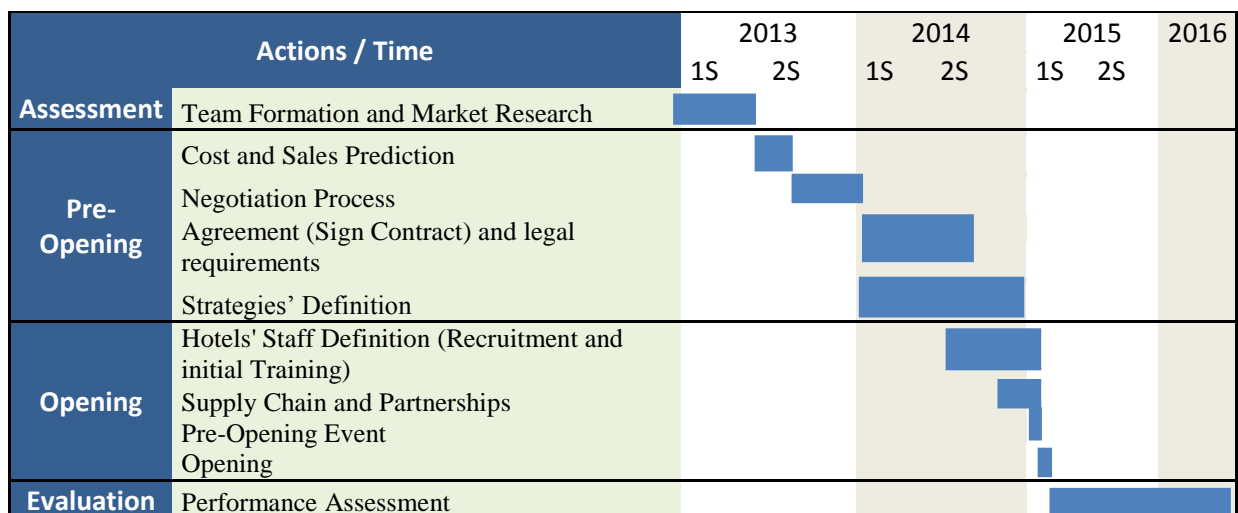 Actions / Time
2013 2014 2015 2016
1S 2S 1S 2S 1S 2S
Assessment Team Formation and Market Research
Pre-
Opening
Cost and Sales Prediction
Negotiation Process
Agreement (Sign Contract) and legal
requirements
Strategies’ Definition
Opening
Hotels' Staff Definition (Recruitment and
initial Training)
Supply Chain and Partnerships
Pre-Opening Event
Opening
Evaluation Performance Assessment